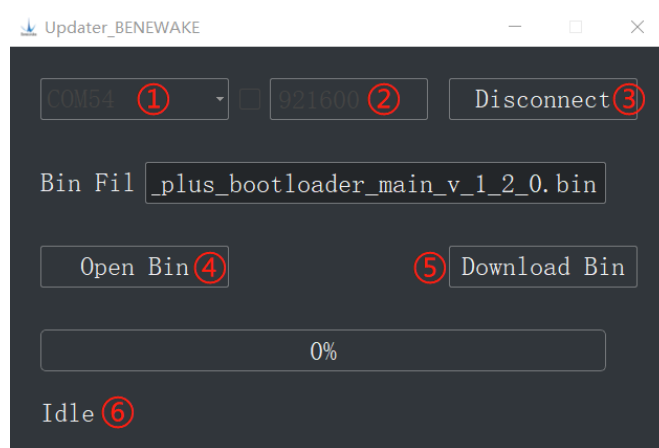 Updater_BENEWAKE
COM54 ① 921600 ② Disconnect ③
Bin Fil _plus_bootloader_main_v_1_2_0.bin
Open Bin ④ ⑤ Download Bin
0%
Idle ⑥